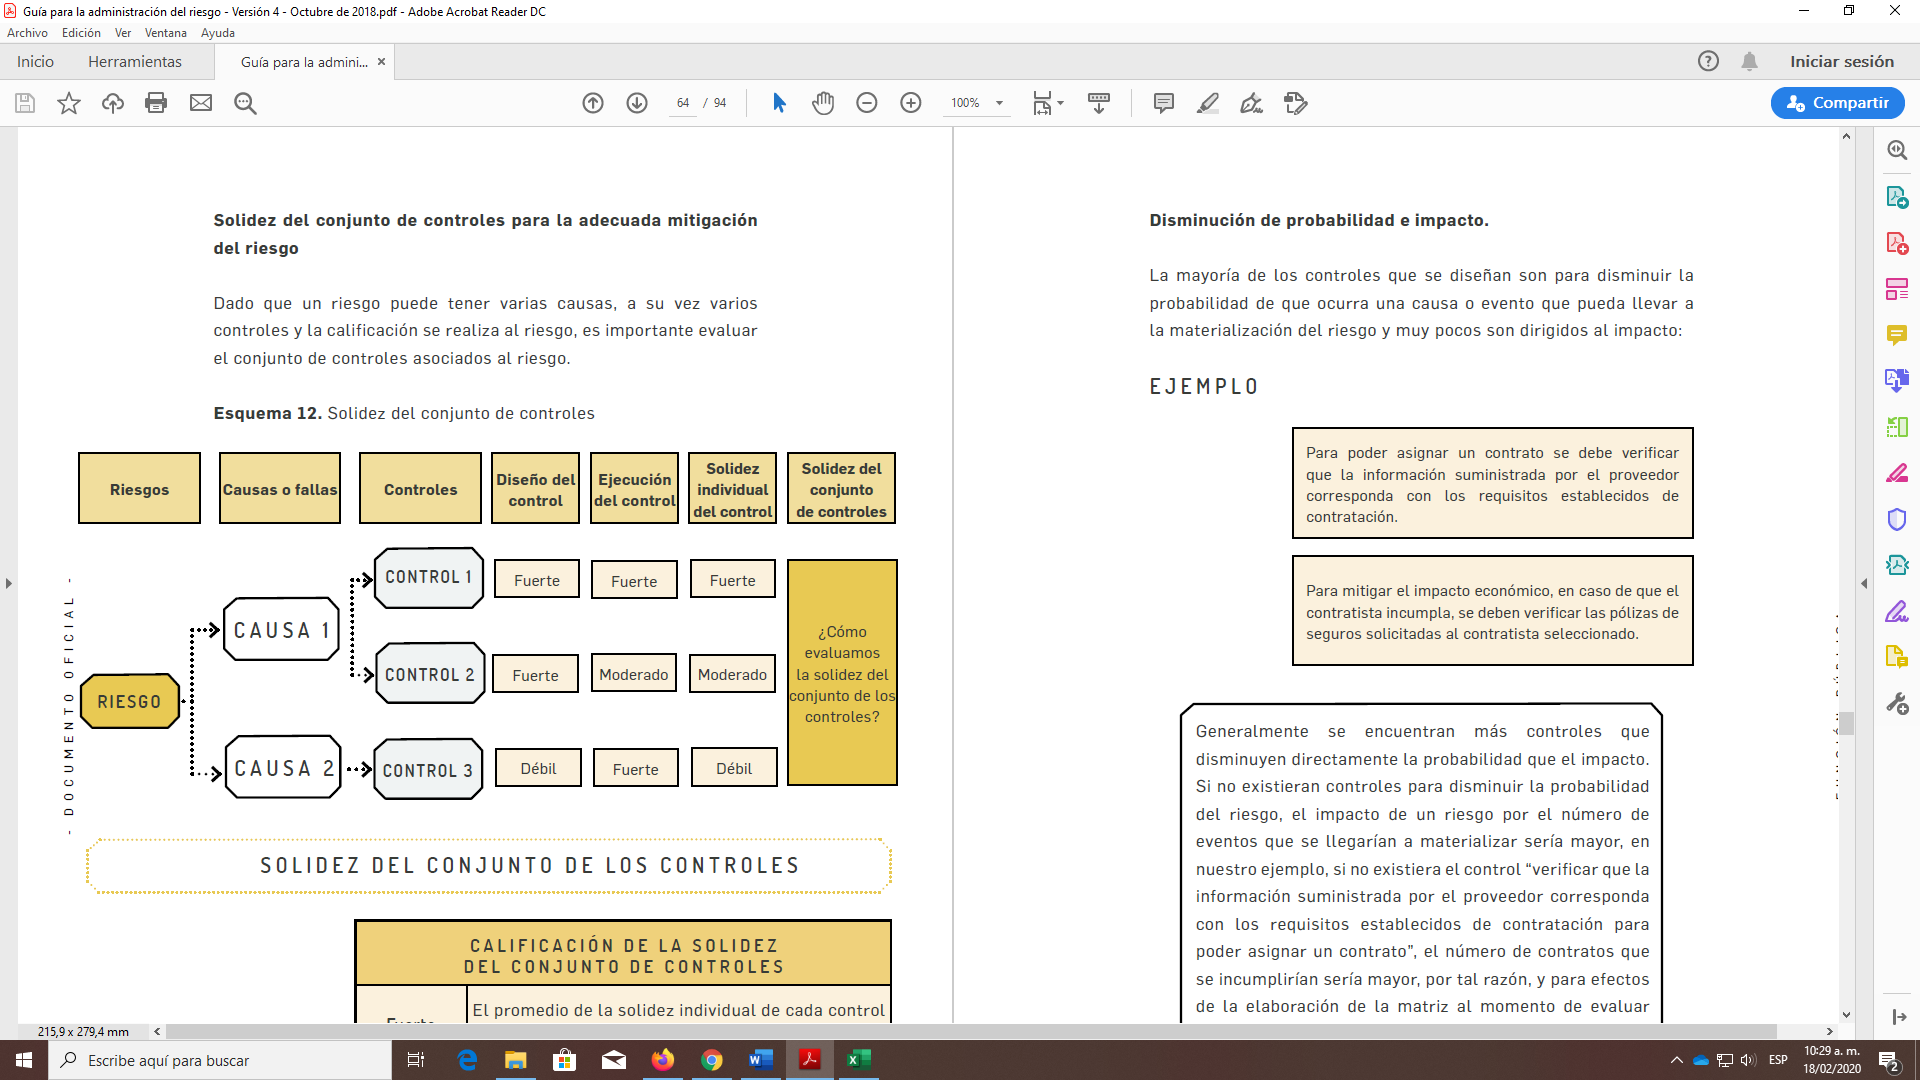 Guía para la administración del riesgo - Versión 4 - Octubre de 2018.pdf - Adobe Acrobat Reader DC
Archivo Edición Ver Ventana Ayuda
Inicio Herramientas Guía para la admini... Iniciar sesión
64 / 94 100% Compartir
Solidez del conjunto de controles para la adecuada mitigación
del riesgo
Dado que un riesgo puede tener varias causas, a su vez varios
controles y la calificación se realiza al riesgo, es importante evaluar
el conjunto de controles asociados al riesgo.
Esquema 12. Solidez del conjunto de controles
Riesgos
Causas o fallas
Controles
Diseño del
control
Ejecución
del control
Solidez
individual
del control
Solidez del
conjunto
de controles
RIESGO
CAUSA 1
CONTROL 1
Fuerte
Fuerte
Fuerte
CONTROL 2
Fuerte
Moderado
Moderado
CAUSA 2
CONTROL 3
Débil
Fuerte
Débil
¿Cómo
evaluamos
la solidez del
conjunto de los
controles?
- DOCUMENTO OFICIAL -
SOLIDEZ DEL CONJUNTO DE LOS CONTROLES
CALIFICACIÓN DE LA SOLIDEZ
DEL CONJUNTO DE CONTROLES
Fuerte
El promedio de la solidez individual de cada control
Disminución de probabilidad e impacto.
La mayoría de los controles que se diseñan son para disminuir la
probabilidad de que ocurra una causa o evento que pueda llevar a
la materialización del riesgo y muy pocos son dirigidos al impacto:
EJEMPLO
Para poder asignar un contrato se debe verificar
que la información suministrada por el proveedor
corresponda con los requisitos establecidos de
contratación.
Para mitigar el impacto económico, en caso de que el
contratista incumpla, se deben verificar las pólizas de
seguros solicitadas al contratista seleccionado.
Generalmente se encuentran más controles que
disminuyen directamente la probabilidad que el impacto.
Si no existieran controles para disminuir la probabilidad
del riesgo, el impacto de un riesgo por el número de
eventos que se llegarían a materializar sería mayor, en
nuestro ejemplo, si no existiera el control “verificar que la
información suministrada por el proveedor corresponda
con los requisitos establecidos de contratación para
poder asignar un contrato”, el número de contratos que
se incumplirían sería mayor, por tal razón, y para efectos
de la elaboración de la matriz al momento de evaluar
215,9 x 279,4 mm
Escribe aquí para buscar
ESP
10:29 a. m.
18/02/2020
2